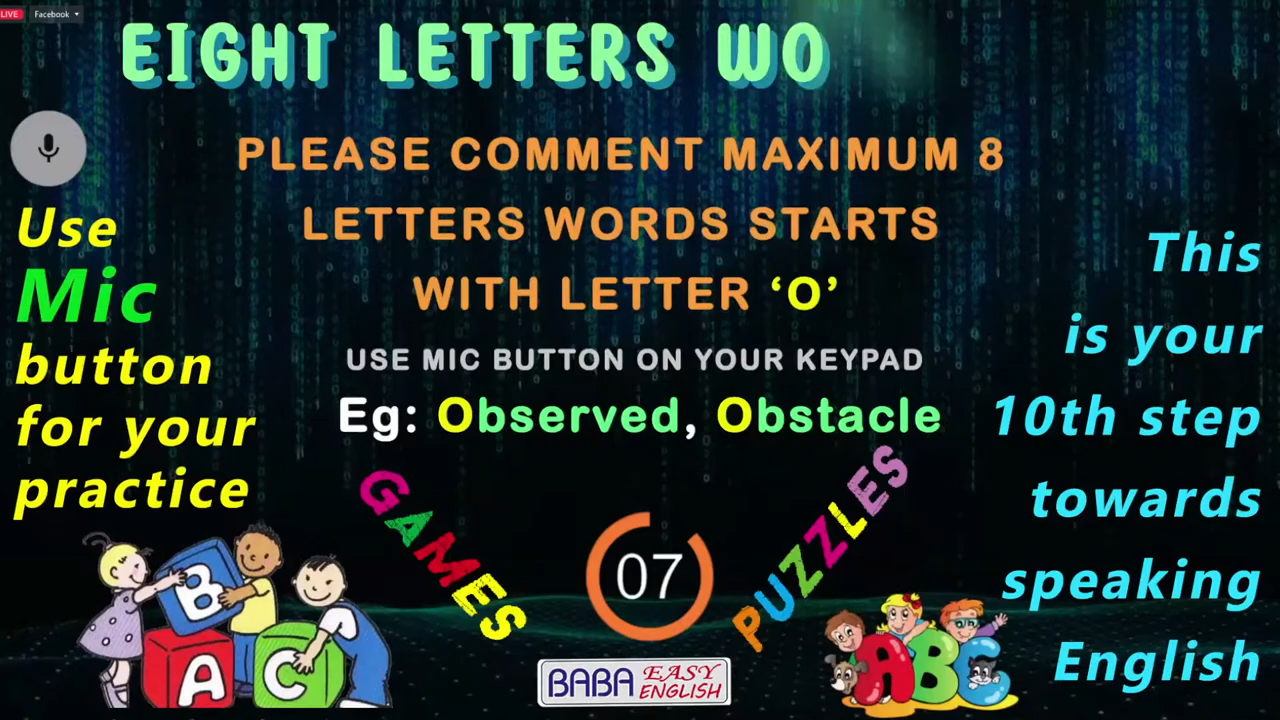 LIVE
Facebook
EIGHT LETTERS WO
PLEASE COMMENT MAXIMUM 8
LETTERS WORDS STARTS
WITH LETTER ‘O’
USE MIC BUTTON ON YOUR KEYPAD
Eg: Observed, Obstacle
Use
Mic
button
for your
practice
This
is your
10th step
towards
speaking
English
GAMES
07
PUZZLES
B
A C
ABC
BABA EASY
ENGLISH